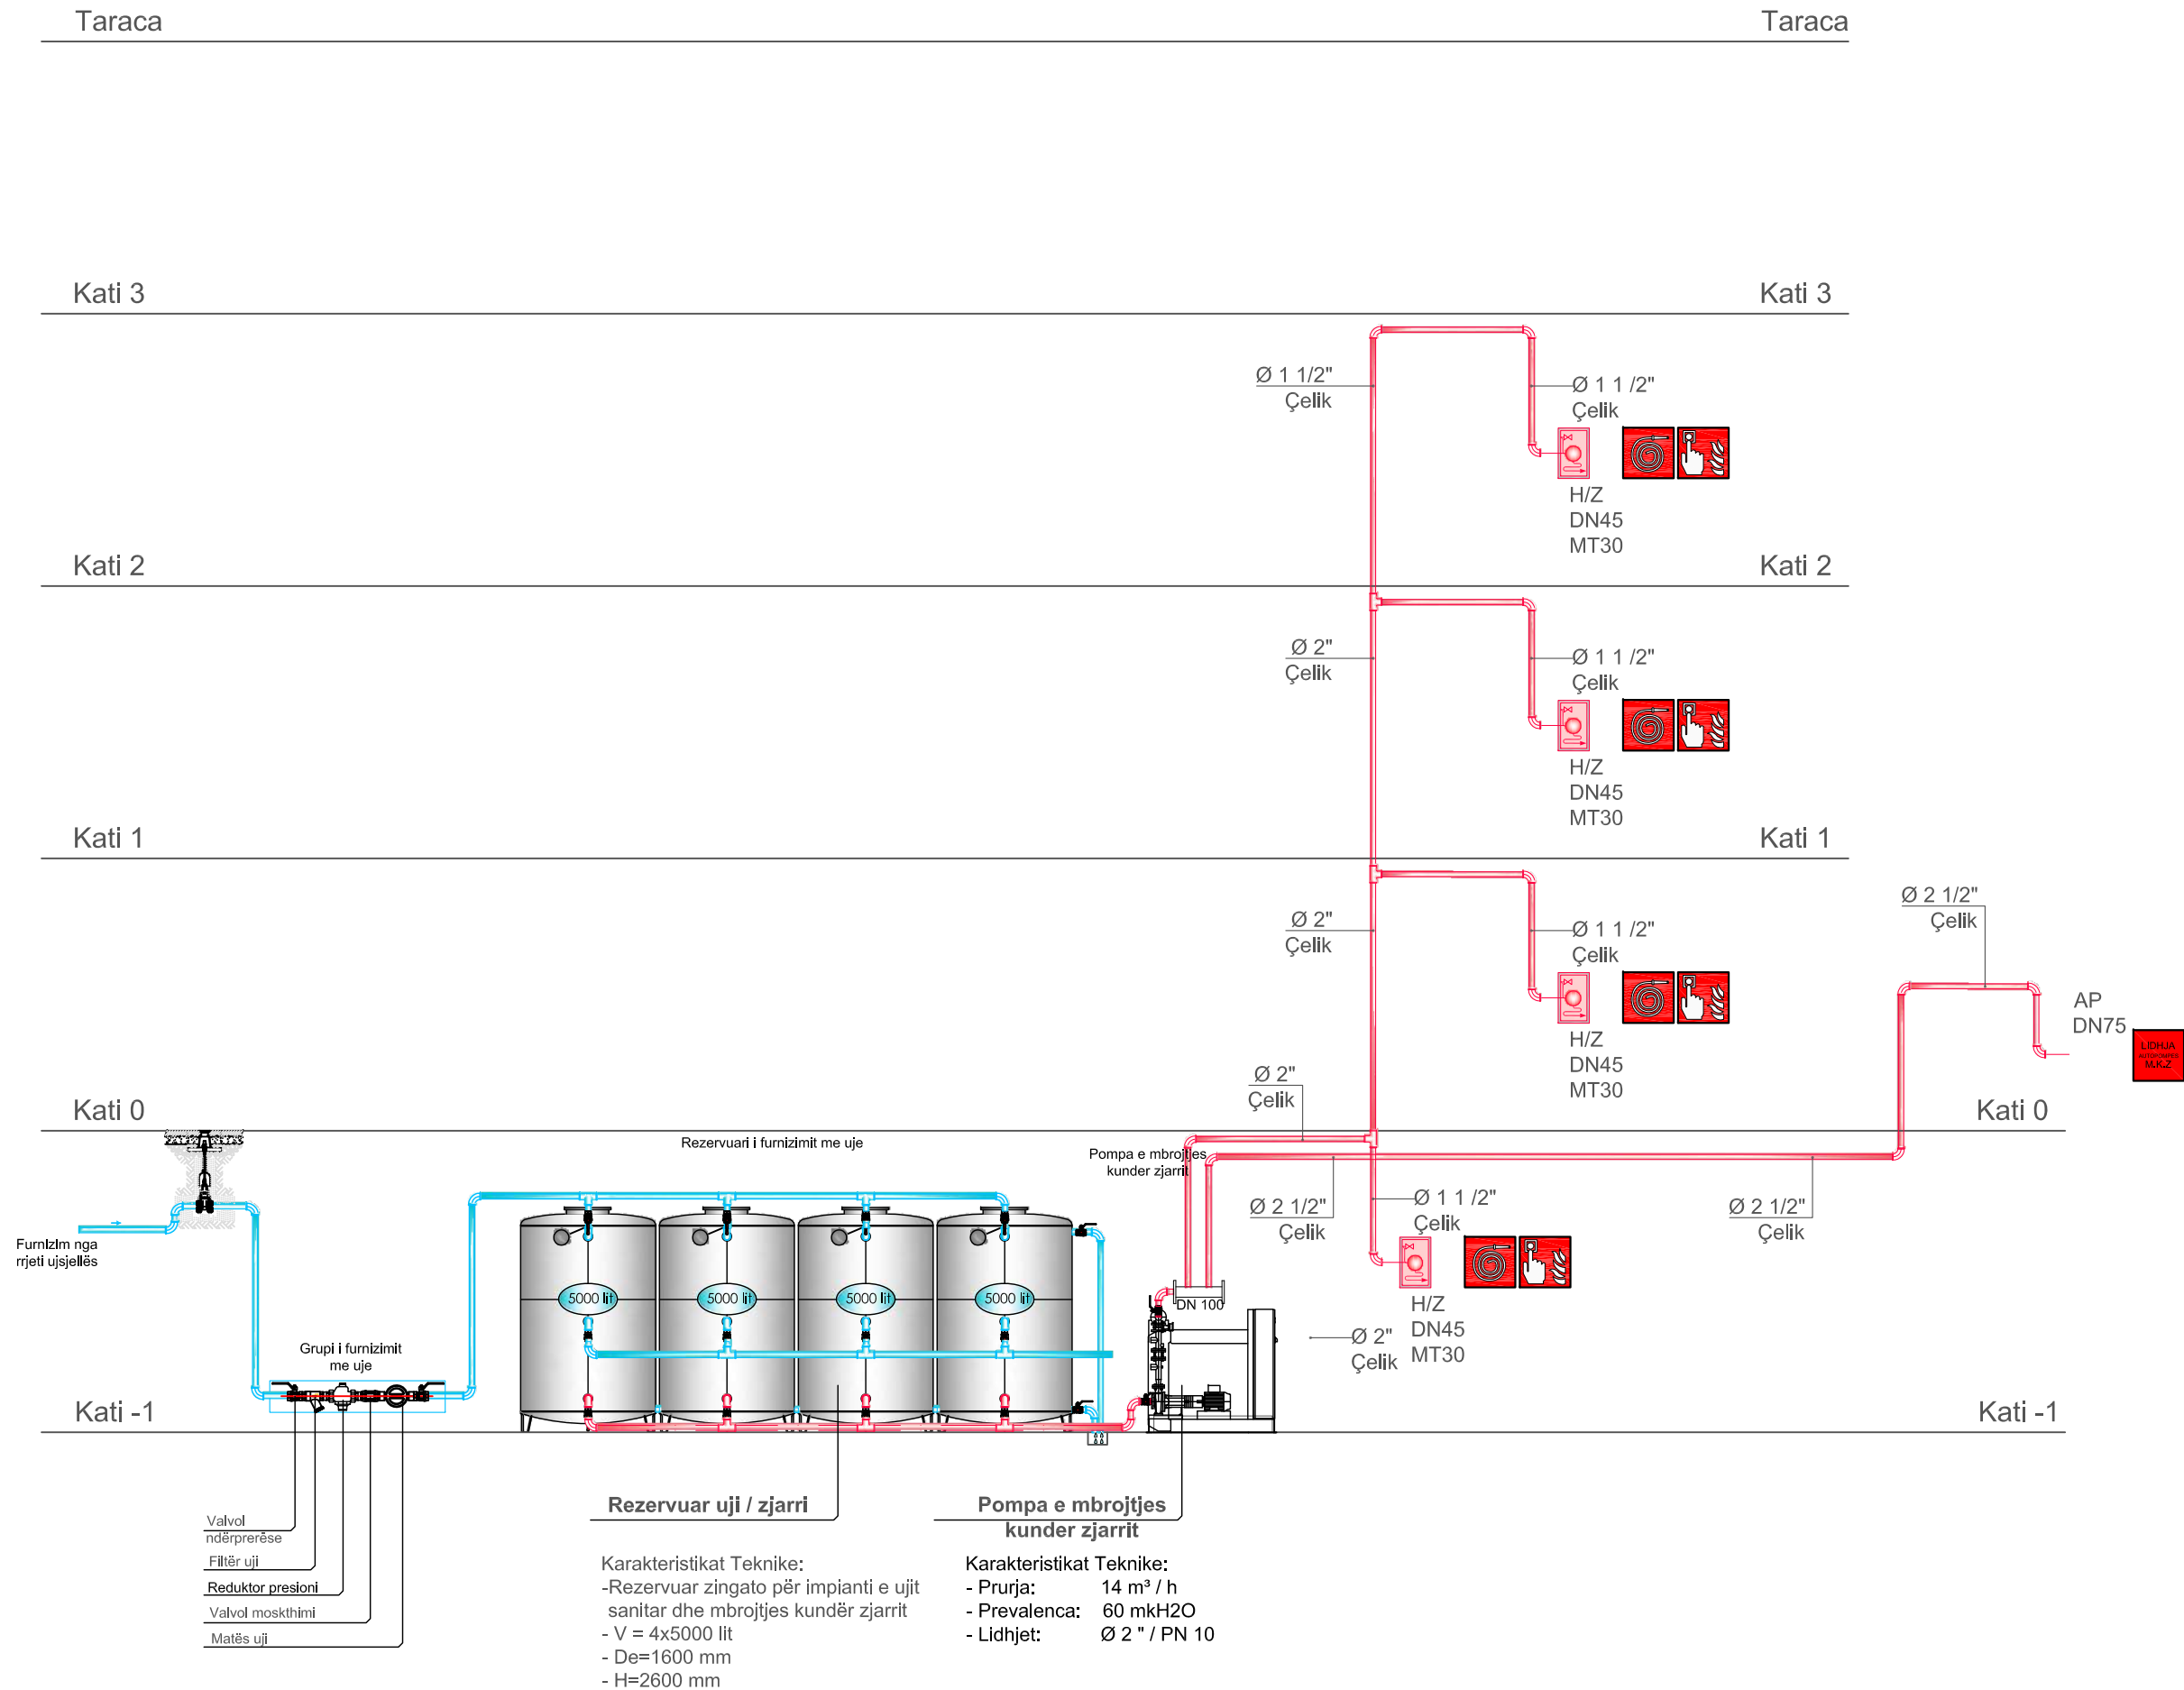 Taraca
Taraca
Kati 3
Kati 3
Ø 1 1/2"
Çelik
Ø 1 1 /2"
Çelik
H/Z
DN45
MT30
Kati 2
Kati 2
Ø 2"
Çelik
Ø 1 1 /2"
Çelik
H/Z
DN45
MT30
Kati 1
Kati 1
Ø 2"
Çelik
Ø 1 1 /2"
Çelik
H/Z
DN45
MT30
Ø 2 1/2"
Çelik
AP
DN75
LIDHJA
AUTOPOMPES
M.K.Z
Ø 2"
Çelik
Kati 0
Kati 0
Rezervuari i furnizimit me uje
Pompa e mbrojtjes
kunder zjarrit
Ø 2 1/2"
Çelik
Ø 1 1 /2"
Çelik
Ø 2 1/2"
Çelik
Furnizim nga
rrjeti ujsjellës
5000 lit
5000 lit
5000 lit
5000 lit
DN 100
H/Z
DN45
MT30
Ø 2"
Çelik
Grupi i furnizimit
me uje
Kati -1
Kati -1
Valvol
ndërprerëse
Filtër uji
Reduktor presioni
Valvol moskthimi
Matës uji
Rezervuar uji / zjarri
Karakteristikat Teknike:
-Rezervuar zingato për impianti e ujit
sanitar dhe mbrojtjes kundër zjarrit
- V = 4x5000 lit
- De=1600 mm
- H=2600 mm
Pompa e mbrojtjes
kunder zjarrit
Karakteristikat Teknike:
- Prurja: 14 m³ / h
- Prevalenca: 60 mkH2O
- Lidhjet: Ø 2 " / PN 10